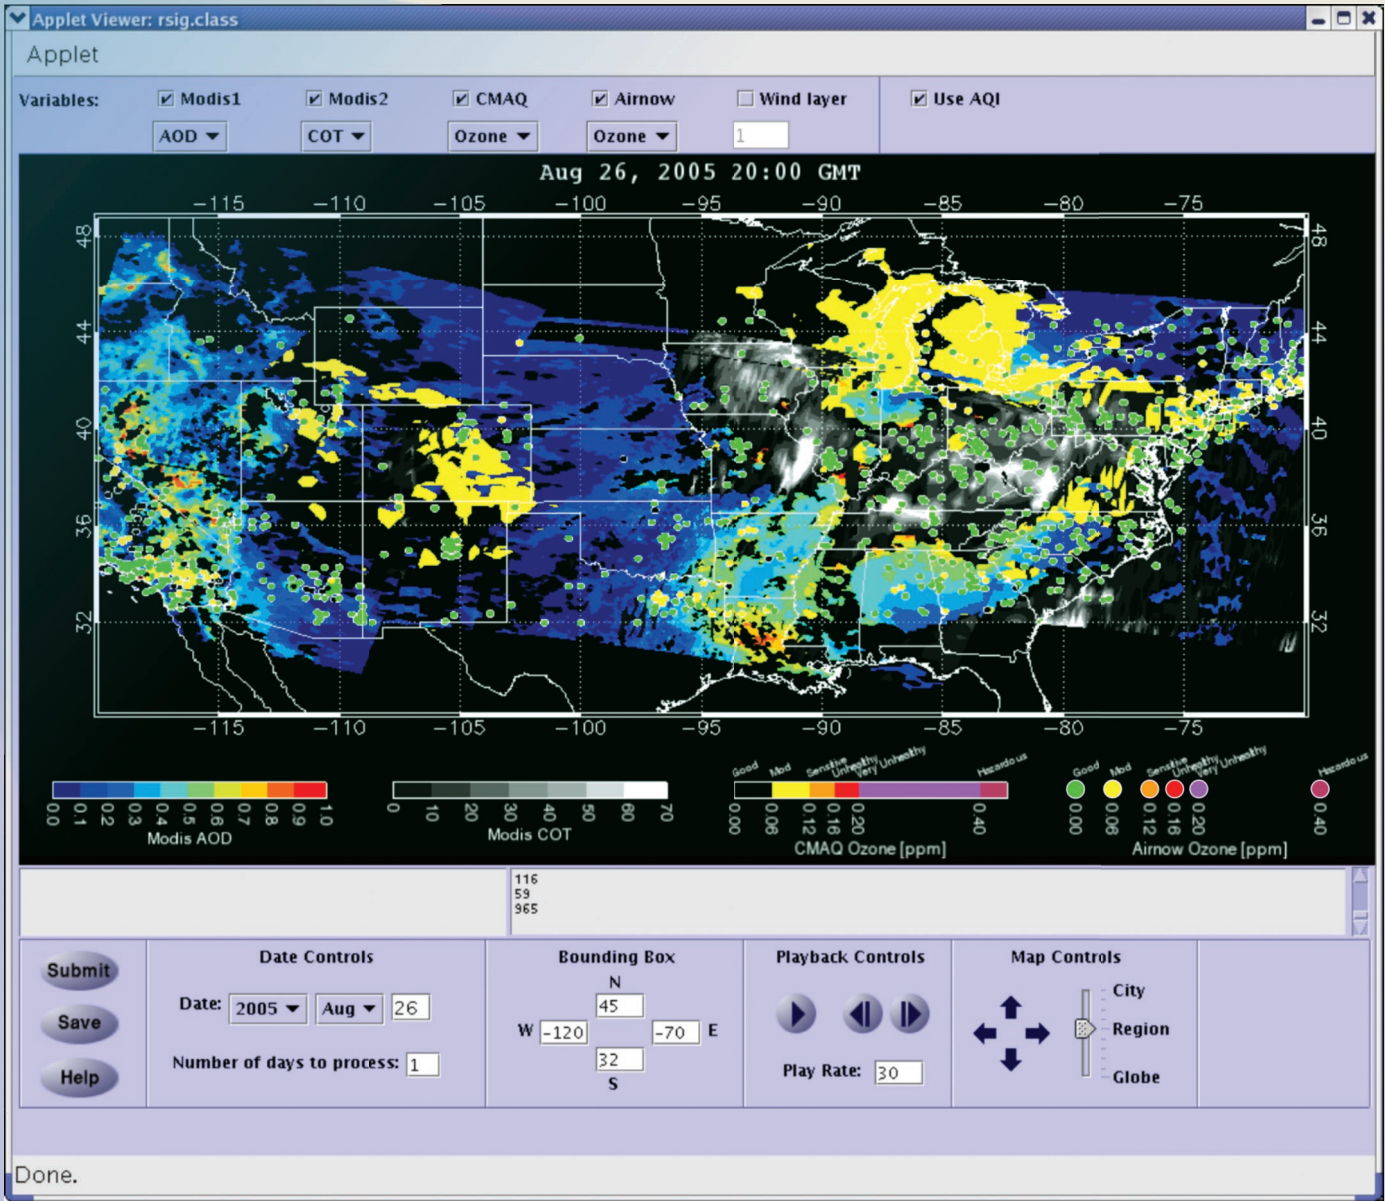 Applet Viewer: rsig.class
Applet
Variables:
Modis1
Modis2
CMAQ
Airnow
Wind layer
Use AQI
AOD
COT
Ozone
Ozone
1
Aug 26, 2005 20:00 GMT
-115 -110 -105 -100 -95 -90 -85 -80 -75
48 48
44 44
40 40
36 36
32 32
-115 -110 -105 -100 -95 -90 -85 -80 -75
Good Mod Sensitive Unhealthy Very Unhealthy Hazardous
Good Mod Sensitive Unhealthy Very Unhealthy Hazardous
0.0 0.1 0.2 0.3 0.4 0.5 0.6 0.7 0.8 0.9 1.0
Modis AOD
0 10 20 30 40 50 60 70
Modis COT
0.00 0.06 0.12 0.16 0.20 0.40
CMAQ Ozone [ppm]
0.00 0.06 0.12 0.16 0.20 0.40
Airnow Ozone [ppm]
116
59
965
Submit
Save
Help
Date Controls
Date: 2005 Aug 26
Number of days to process: 1
Bounding Box
N
45
W -120 -70 E
32
S
Playback Controls
Play Rate: 30
Map Controls
City
Region
Globe
Done.